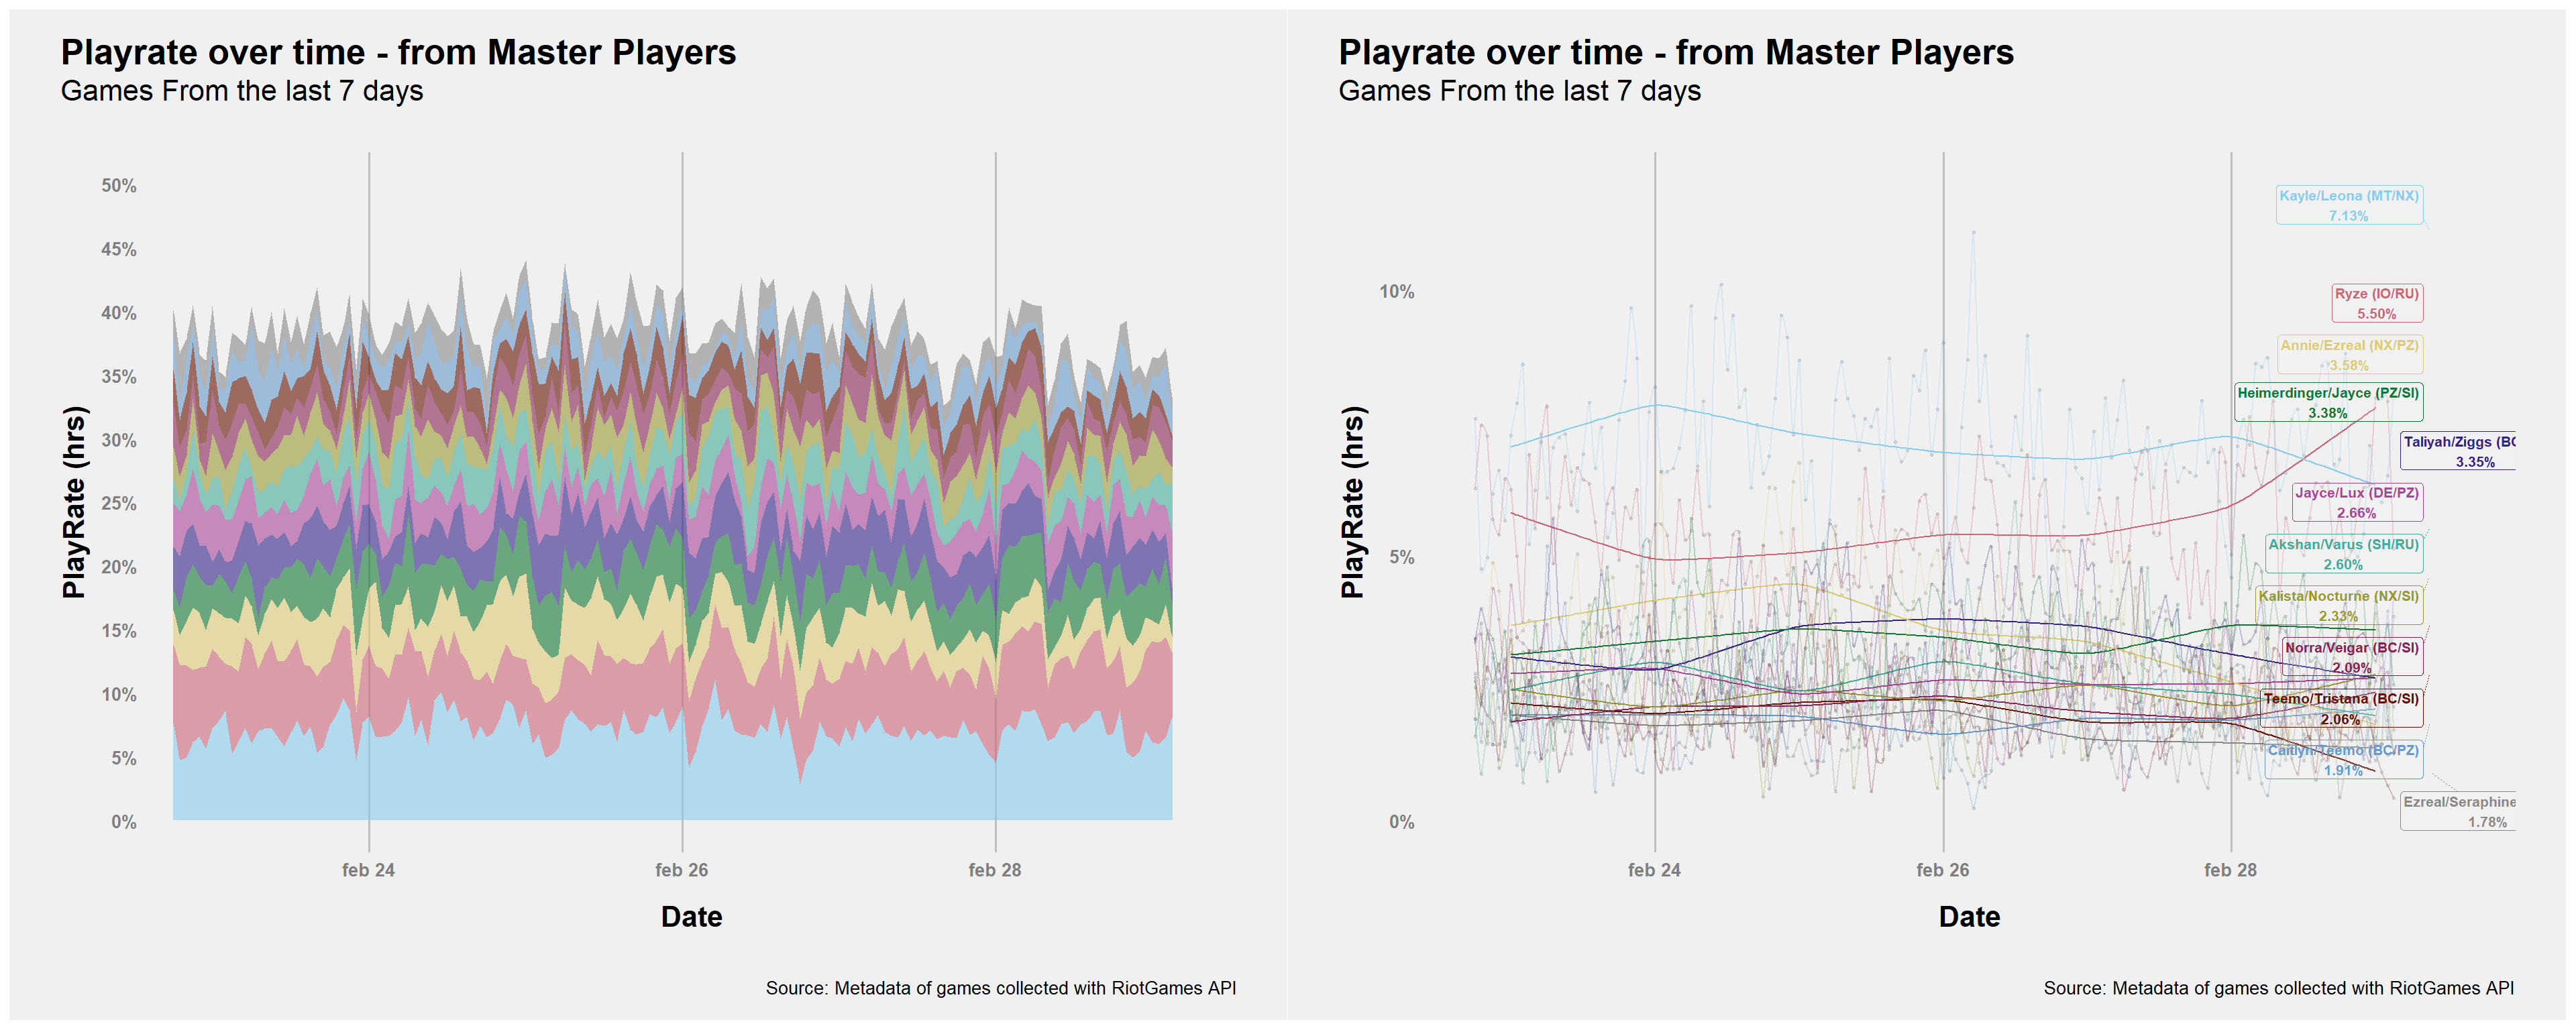 Playrate over time - from Master Players
Games From the last 7 days
50%
45%
40%
35%
30%
25%
20%
15%
10%
5%
0%
PlayRate (hrs)
feb 24
feb 26
feb 28
Date
Source: Metadata of games collected with RiotGames API
Playrate over time - from Master Players
Games From the last 7 days
10%
5%
0%
PlayRate (hrs)
Kayle/Leona (MT/NX)
7.13%
Ryze (IO/RU)
5.50%
Annie/Ezreal (NX/PZ)
3.58%
Heimerdinger/Jayce (PZ/SI)
3.38%
Taliyah/Ziggs (BC
3.35%
Jayce/Lux (DE/PZ)
2.66%
Akshan/Varus (SH/RU)
2.60%
Kalista/Nocturne (NX/SI)
2.33%
Norra/Veigar (BC/SI)
2.09%
Teemo/Tristana (BC/SI)
2.06%
Caitlyn/Teemo (BC/PZ)
1.91%
Ezreal/Seraphine
1.78%
feb 24
feb 26
feb 28
Date
Source: Metadata of games collected with RiotGames API